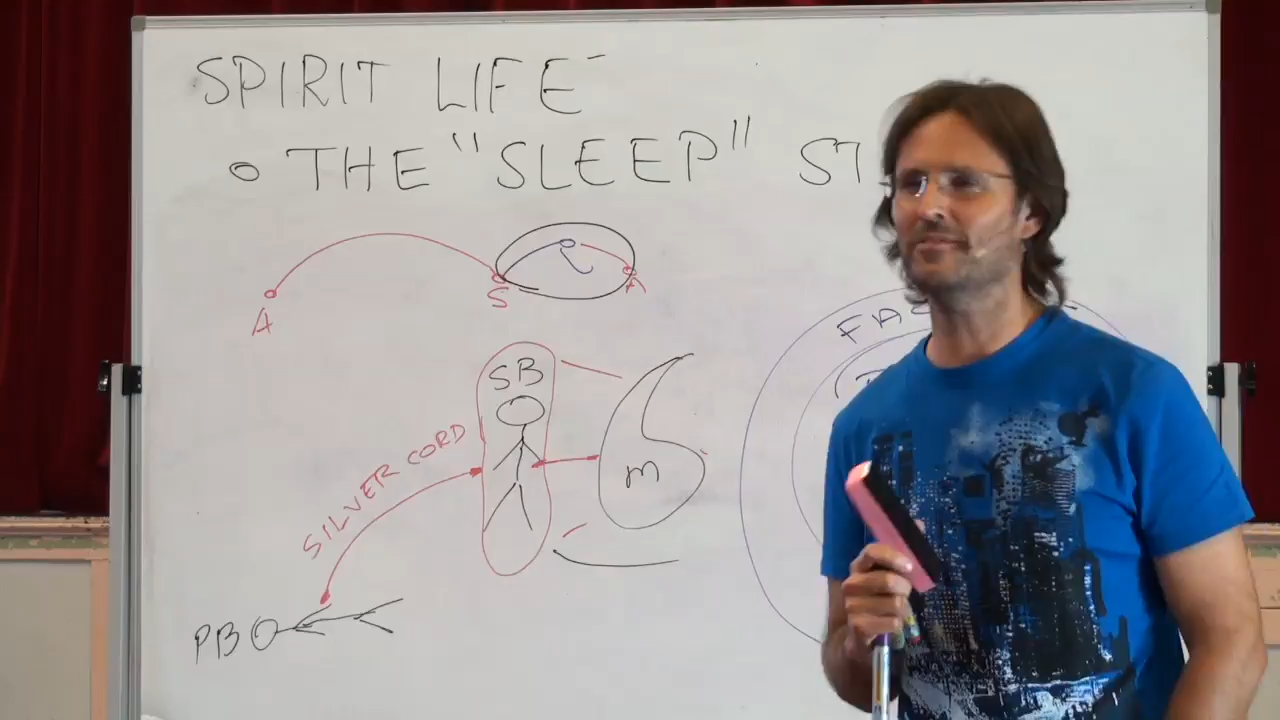 SPIRIT LIFE
THE "SLEEP" ST
A
S
A
SB
m
SILVER CORD
PB